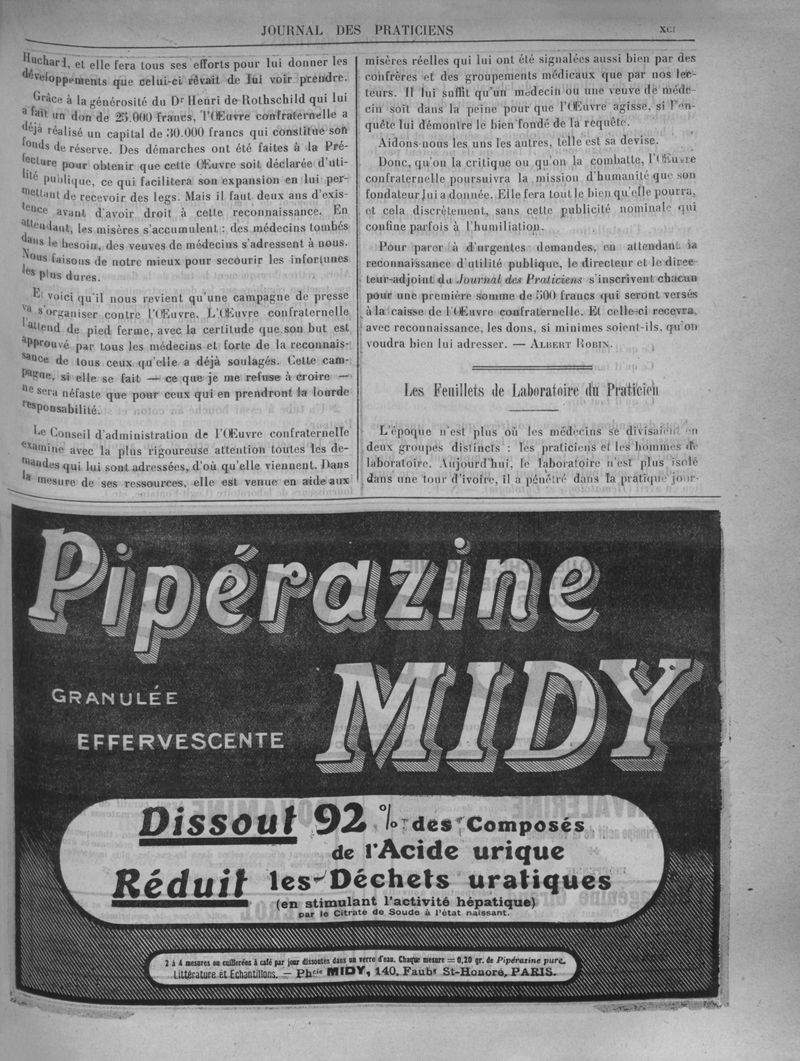 JOURNAL DES PRATICIENS
XCI
Huchard, et elle fera tous ses efforts pour lui donner les
développements que celui-ci rêvait de lui voir prendre.
Grâce à la générosité du Dr Henri de Rothschild qui lui
a fait un don de 25.000 francs, l'Œuvre confraternelle a
déjà réalisé un capital de 30.000 francs qui constitue son
fonds de réserve. Des démarches ont été faites à la Pré-
fecture pour obtenir que cette Œuvre soit déclarée d'uti-
lité publique, ce qui facilitera son expansion en lui per-
mettant de recevoir des legs. Mais il faut deux ans d'exis-
tence avant d'avoir droit à cette reconnaissance. En
attendant, les misères s'accumulent : des médecins tombés
dans le besoin, des veuves de médecins s'adressent à nous.
Nous faisons de notre mieux pour secourir les infortunes
les plus dures.
Et voici qu'il nous revient qu'une campagne de presse
va s'organiser contre l'Œuvre. L'Œuvre confraternelle
l'attend de pied ferme, avec la certitude que son but est
approuvé par tous les médecins et forte de la reconnais-
sance de tous ceux qu'elle a déjà soulagés. Cette cam-
pagne, si elle se fait — ce que je me refuse à croire —
ne sera néfaste que pour ceux qui en prendront la lourde
responsabilité.
Le Conseil d'administration de l'Œuvre confraternelle
examine avec la plus rigoureuse attention toutes les de-
mandes qui lui sont adressées, d'où qu'elle viennent. Dans
la mesure de ses ressources, elle est venue en aide aux
misères réelles qui lui ont été signalées aussi bien par des
confrères et des groupements médicaux que par nos lec-
teurs. Il lui suffit qu'un médecin ou une veuve de méde-
cin soit dans la peine pour que l'Œuvre agisse, si l'en-
quête lui démontre le bien fondé de la requête.
Aidons-nous les uns les autres, telle est sa devise.
Donc, qu'on la critique ou qu'on la combatte, l'Œuvre
confraternelle poursuivra la mission d'humanité que son
fondateur lui a donnée. Elle fera tout le bien qu'elle pourra,
et cela discrètement, sans cette publicité nominale qui
confine parfois à l'humiliation.
Pour parer à d'urgentes demandes, en attendant sa
reconnaissance d'utilité publique, le directeur et le direc-
teur-adjoint du Journal des Praticiens s'inscrivent chacun
pour une première somme de 500 francs qui seront versés
à la caisse de l'Œuvre confraternelle. Et celle-ci recevra,
avec reconnaissance, les dons, si minimes soient-ils, qu'on
voudra bien lui adresser. — ALBERT ROBIN.
Les Feuillets de Laboratoire du Praticien
L'époque n'est plus où les médecins se divisaient en
deux groupes distincts : les praticiens et les hommes de
laboratoire. Aujourd'hui, le laboratoire n'est plus isolé
dans une tour d'ivoire, il a pénétré dans la pratique jour-
Pipérazine
MIDY
GRANULÉE
EFFERVESCENTE
Dissout 92 % des Composés
de l'Acide urique
Réduit les Déchets uratiques
(en stimulant l'activité hépatique)
par le Citrate de Soude à l'état naissant.
2 à 4 mesures ou cuillerées à café par jour dissoutes dans un verre d'eau. Chaque mesure = 0,20 gr. de Pipérazine pure.
Littérature et Echantillons. — Phcie MIDY, 140, Faubg St-Honoré, PARIS.